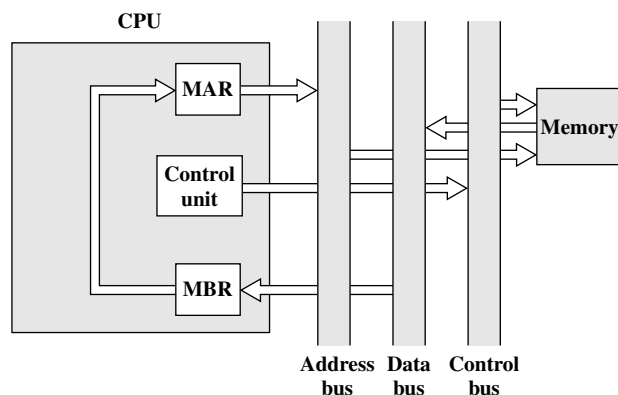 CPU
MAR
Memory
Control
unit
MBR
Address
bus
Data
bus
Control
bus